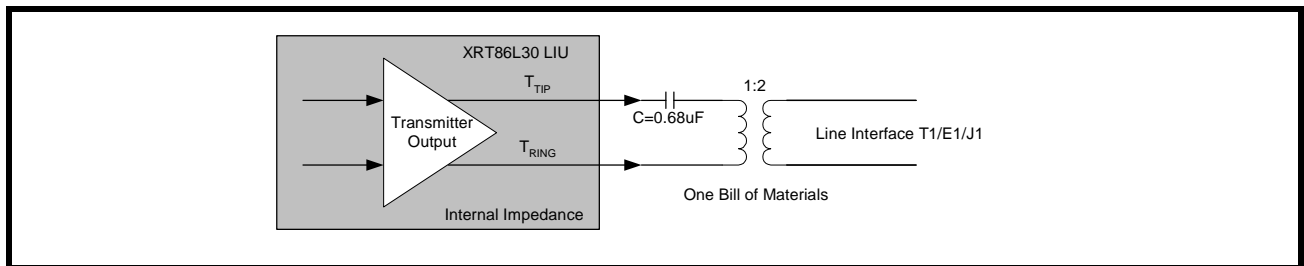 XRT86L30 LIU
TTIP
1:2
C=0.68uF
Transmitter
Output
Line Interface T1/E1/J1
TRING
One Bill of Materials
Internal Impedance